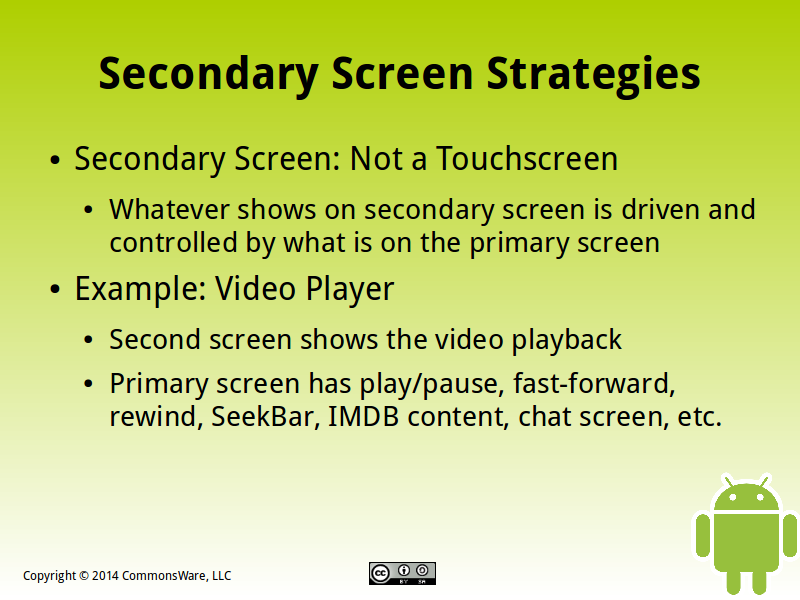 Secondary Screen Strategies
• Secondary Screen: Not a Touchscreen
• Whatever shows on secondary screen is driven and
controlled by what is on the primary screen
• Example: Video Player
• Second screen shows the video playback
• Primary screen has play/pause, fast-forward,
rewind, SeekBar, IMDB content, chat screen, etc.
Copyright © 2014 CommonsWare, LLC
cc BY SA